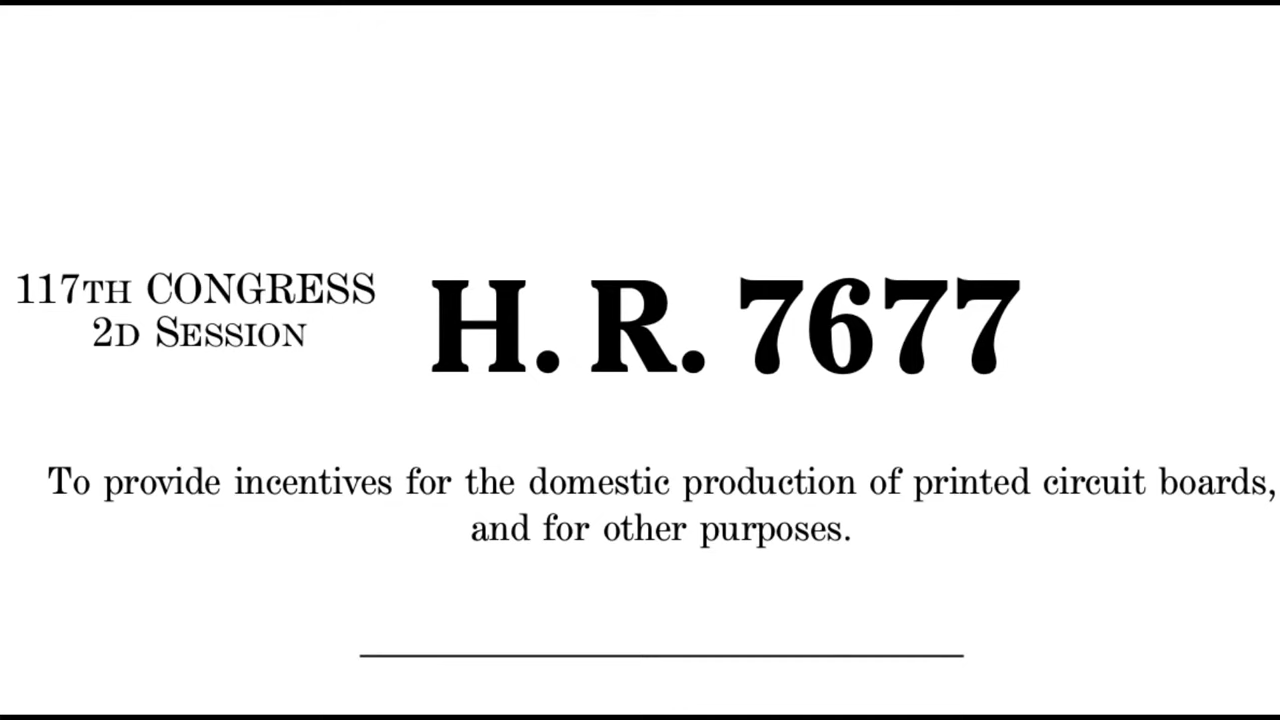 117TH CONGRESS
2D SESSION
H. R. 7677
To provide incentives for the domestic production of printed circuit boards,
and for other purposes.